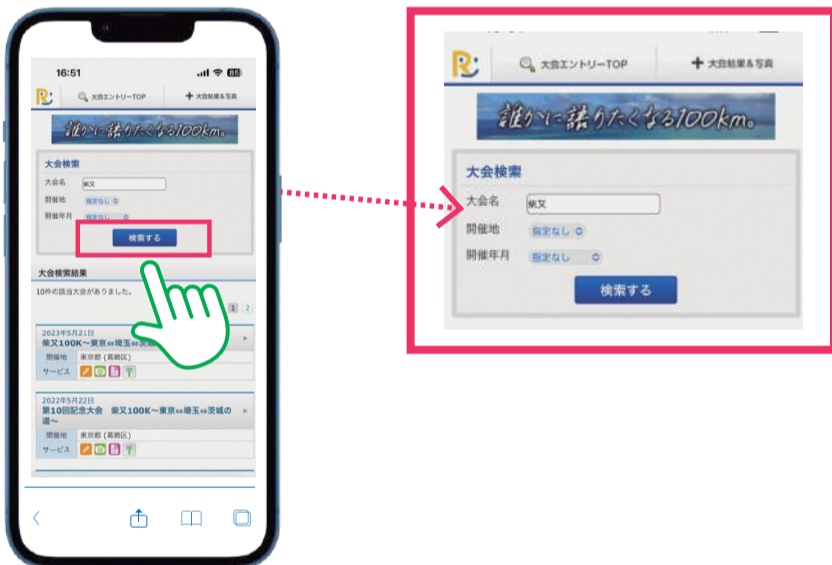 16:51
大会エントリーTOP
大会結果&写真
誰かに語りたくなる100km。
大会検索
大会名 柴又
開催地 指定なし
開催年月 指定なし
検索する
大会検索結果
10件の該当大会がありました。
1 2
2023年5月21日
柴又100K〜東京⇔埼玉⇔茨城
開催地 東京都 (葛飾区)
サービス
2022年5月22日
第10回記念大会 柴又100K〜東京⇔埼玉⇔茨城の
道〜
開催地 東京都 (葛飾区)
サービス
大会エントリーTOP
大会結果&写真
誰かに語りたくなる100km。
大会検索
大会名 柴又
開催地 指定なし
開催年月 指定なし
検索する